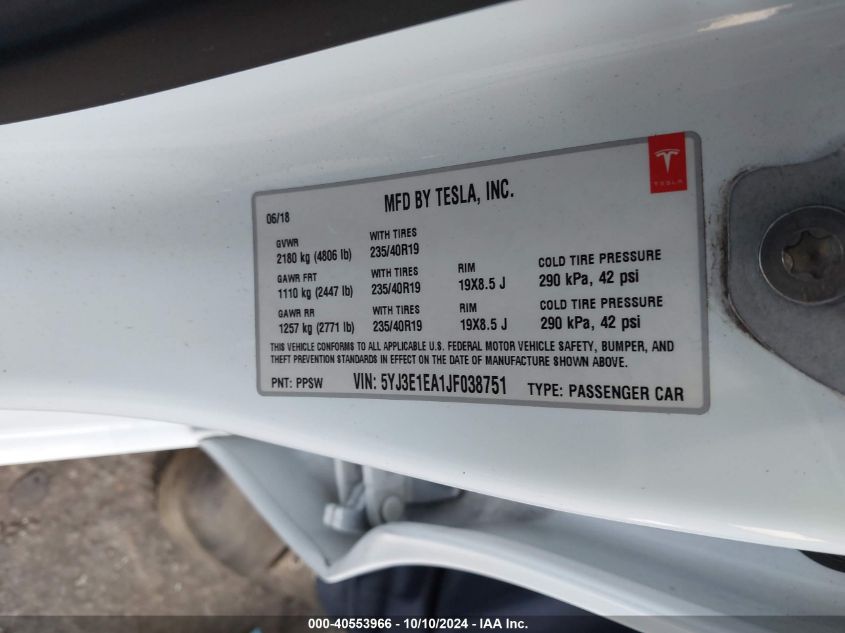 TESLA
MFD BY TESLA, INC.
06/18
GVWR
2180 kg (4806 lb)
WITH TIRES
235/40R19
GAWR FRT
1110 kg (2447 lb)
WITH TIRES
235/40R19
RIM
19X8.5 J
COLD TIRE PRESSURE
290 kPa, 42 psi
GAWR RR
1257 kg (2771 lb)
WITH TIRES
235/40R19
RIM
19X8.5 J
COLD TIRE PRESSURE
290 kPa, 42 psi
THIS VEHICLE CONFORMS TO ALL APPLICABLE U.S. FEDERAL MOTOR VEHICLE SAFETY, BUMPER, AND
THEFT PREVENTION STANDARDS IN EFFECT ON THE DATE OF MANUFACTURE SHOWN ABOVE.
PNT: PPSW VIN: 5YJ3E1EA1JF038751 TYPE: PASSENGER CAR
000-40553966 - 10/10/2024 - IAA Inc.